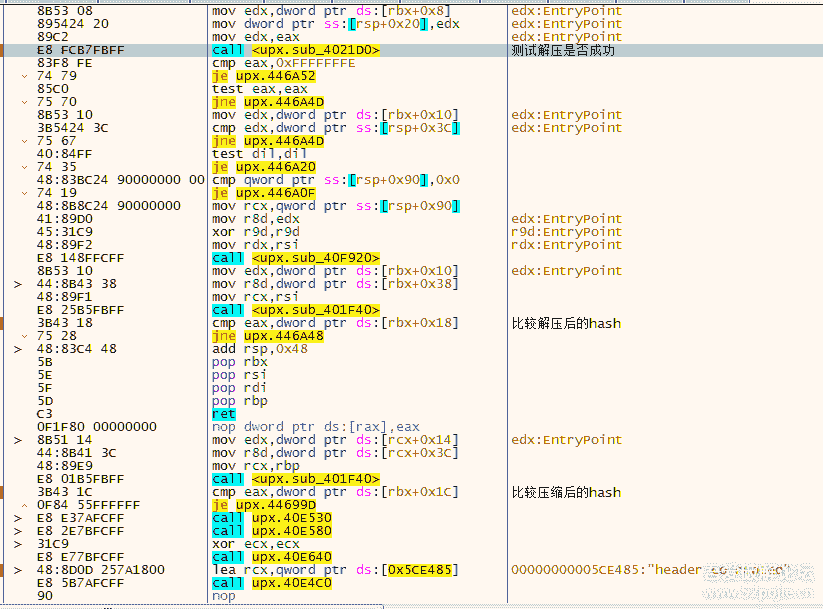 8B53 08 mov edx,dword ptr ds:[rbx+0x8] edx:EntryPoint
895424 20 mov dword ptr ss:[rsp+0x20],edx edx:EntryPoint
89C2 mov edx,eax edx:EntryPoint
E8 FCB7FBFF call <upx.sub_4021D0> 测试解压是否成功
83F8 FE cmp eax,0xFFFFFFFE
74 79 je upx.446A52
85C0 test eax,eax
75 70 jne upx.446A4D
8B53 10 mov edx,dword ptr ds:[rbx+0x10] edx:EntryPoint
3B5424 3C cmp edx,dword ptr ss:[rsp+0x3C] edx:EntryPoint
75 67 jne upx.446A4D
40:84FF test dil,dil
74 35 je upx.446A20
48:83BC24 90000000 00 cmp qword ptr ss:[rsp+0x90],0x0
74 19 je upx.446A0F
48:8B8C24 90000000 mov rcx,qword ptr ss:[rsp+0x90]
41:89D0 mov r8d,edx edx:EntryPoint
45:31C9 xor r9d,r9d r9d:EntryPoint
48:89F2 mov rdx,rsi rdx:EntryPoint
E8 148FFCFF call <upx.sub_40F920>
8B53 10 mov edx,dword ptr ds:[rbx+0x10] edx:EntryPoint
> 44:8B43 38 mov r8d,dword ptr ds:[rbx+0x38]
48:89F1 mov rcx,rsi
E8 25B5FBFF call <upx.sub_401F40>
3B43 18 cmp eax,dword ptr ds:[rbx+0x18] 比较解压后的hash
75 28 jne upx.446A48
> 48:83C4 48 add rsp,0x48
5B pop rbx
5E pop rsi
5F pop rdi
5D pop rbp
C3 ret
0F1F80 00000000 nop dword ptr ds:[rax],eax
> 8B51 14 mov edx,dword ptr ds:[rcx+0x14] edx:EntryPoint
44:8B41 3C mov r8d,dword ptr ds:[rcx+0x3C]
48:89E9 mov rcx,rbp
E8 01B5FBFF call <upx.sub_401F40>
3B43 1C cmp eax,dword ptr ds:[rbx+0x1C] 比较压缩后的hash
0F84 55FFFFFF je upx.44699D
> E8 E37AFCFF call upx.40E530
> E8 2E7BFCFF call upx.40E580
> 31C9 xor ecx,ecx
E8 E77BFCFF call upx.40E640
> 48:8D0D 257A1800 lea rcx,qword ptr ds:[0x5CE485] 00000000005CE485:"header
E8 5B7AFCFF call upx.40E4C0
90 nop
www.52pojie.cn